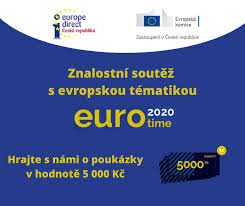 europe
direct
Česká republika
Evropská
komise
Zastoupení v České republice
Znalostní soutěž
s evropskou tématikou
euro 2020
time
Hrajte s námi o poukázky
v hodnotě 5 000 Kč
5000